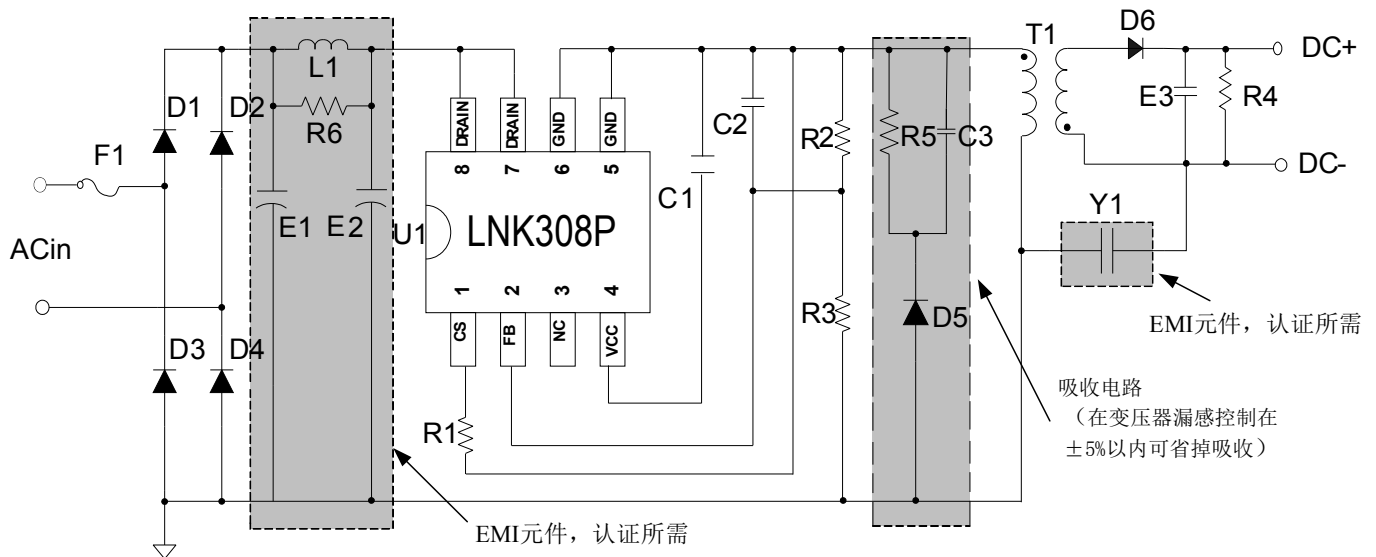 D6
T1
DC+
L1
D1
D2
DRAIN
DRAIN
GND
GND
C2
E3
R4
R6
R2
R5
C3
F1
8
7
6
5
DC-
C1
Y1
E1
E2
U1
LNK308P
ACin
1
2
3
4
R3
D5
EMI元件，认证所需
CS
FB
NC
VCC
D3
D4
吸收电路
（在变压器漏感控制在
±5%以内可省掉吸收）
R1
EMI元件，认证所需